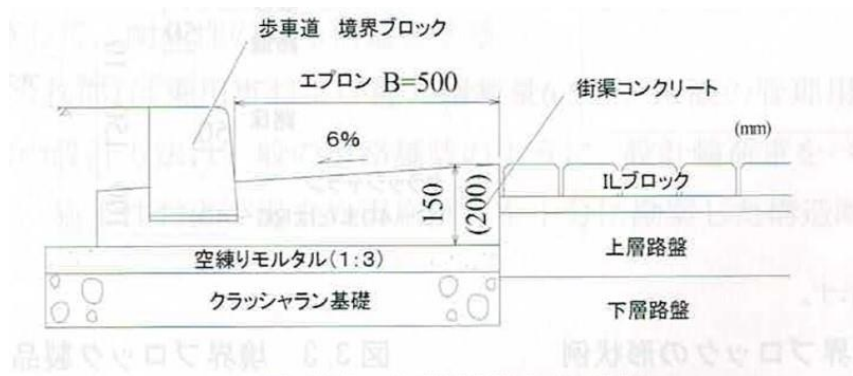 歩車道 境界ブロック
エプロン B=500
街渠コンクリート
(mm)
6%
150
(200)
ILブロック
空練りモルタル(1:3)
上層路盤
クラッシャラン基礎
下層路盤